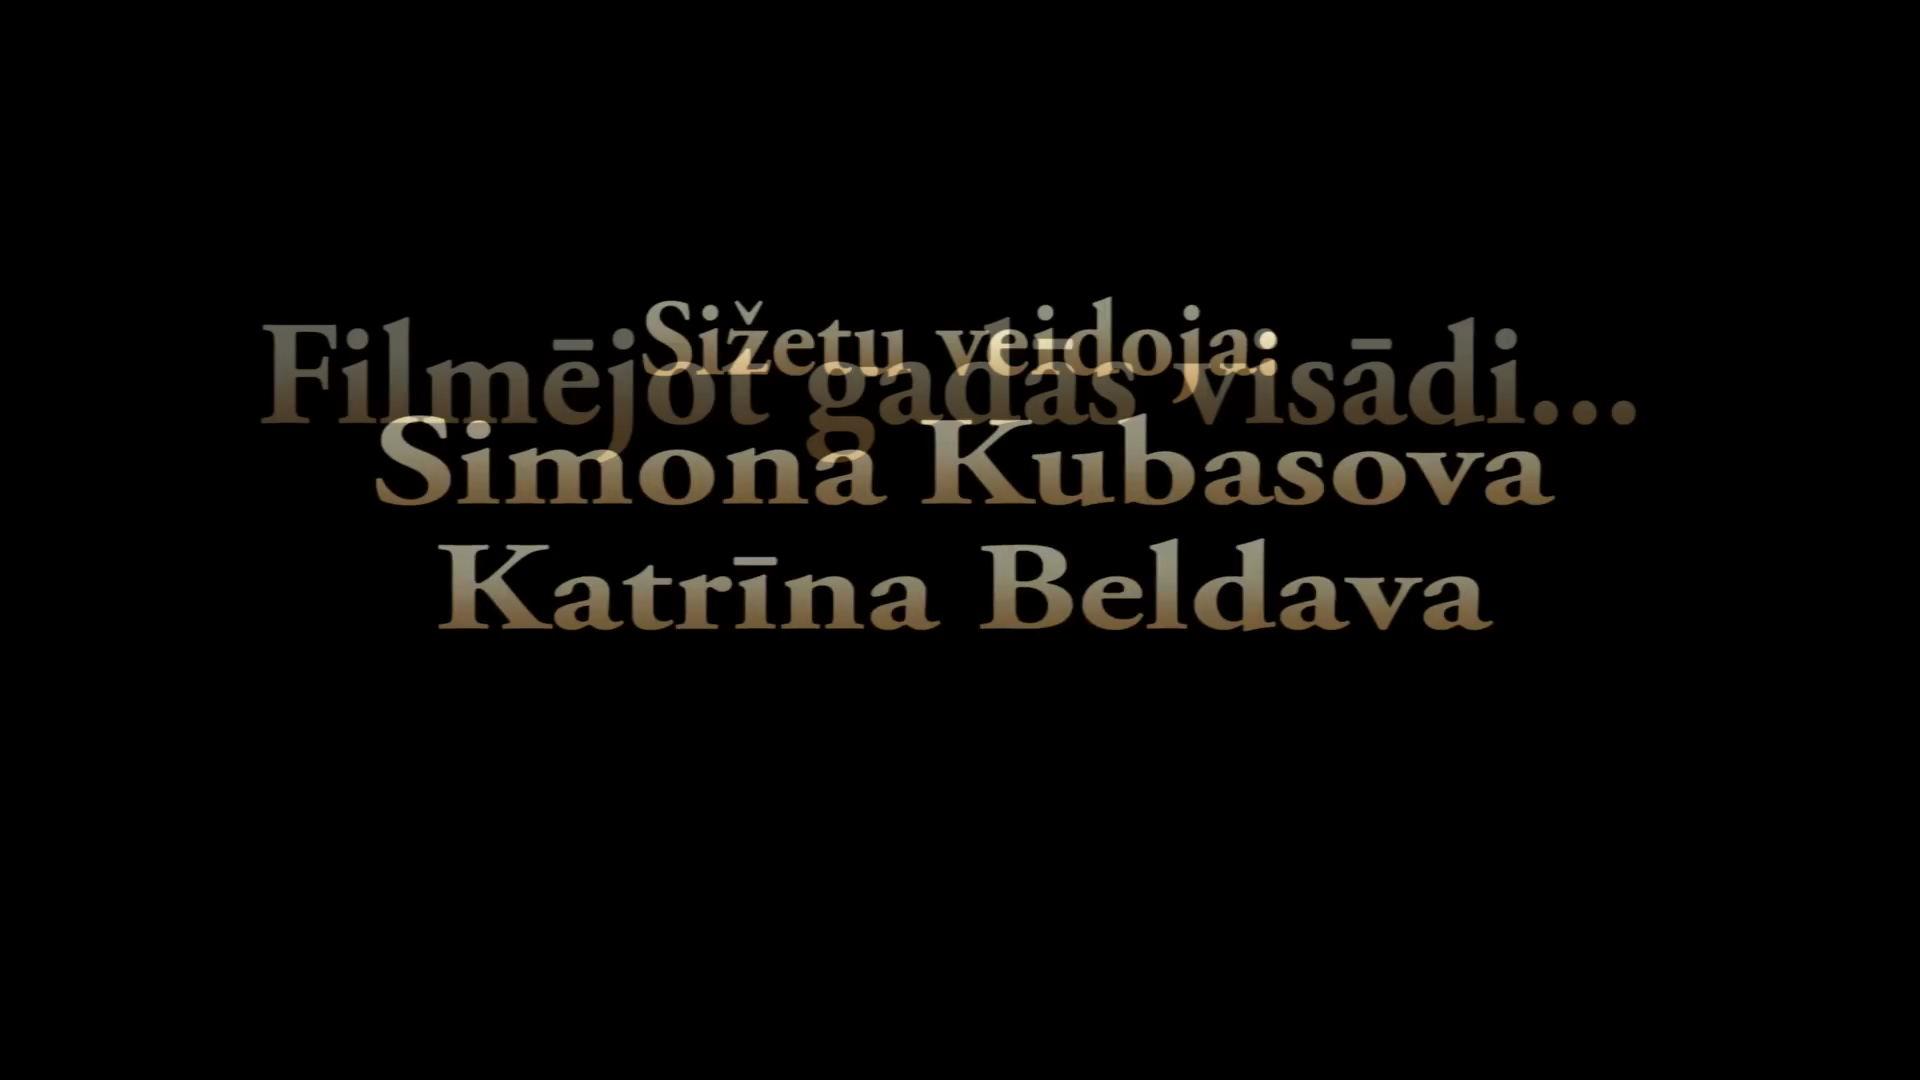 Sižetu veidoja:
Filmējot gadās visādi...
Simona Kubasova
Katrīna Beldava